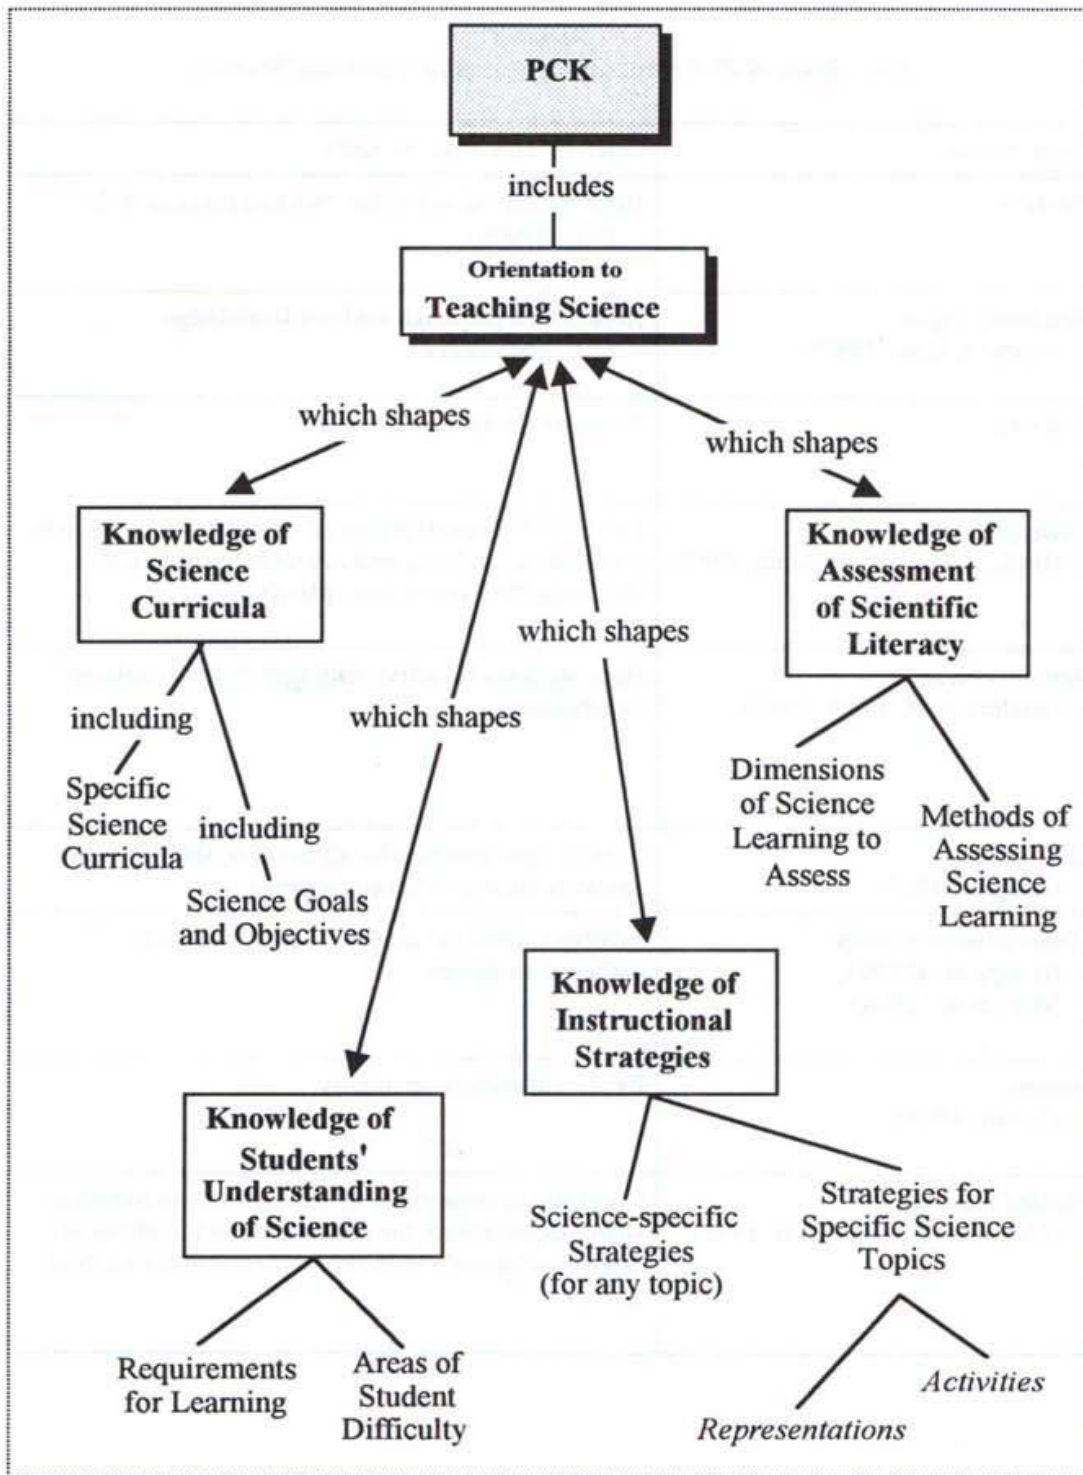 PCK
includes
Orientation to
Teaching Science
which shapes
which shapes
which shapes
which shapes
Knowledge of
Science
Curricula
including
Specific
Science
Curricula
including
Science Goals
and Objectives
Knowledge of
Assessment
of Scientific
Literacy
Dimensions
of Science
Learning to
Assess
Methods of
Assessing
Science
Learning
Knowledge of
Instructional
Strategies
Science-specific
Strategies
(for any topic)
Strategies for
Specific Science
Topics
Representations
Activities
Knowledge of
Students'
Understanding
of Science
Requirements
for Learning
Areas of
Student
Difficulty